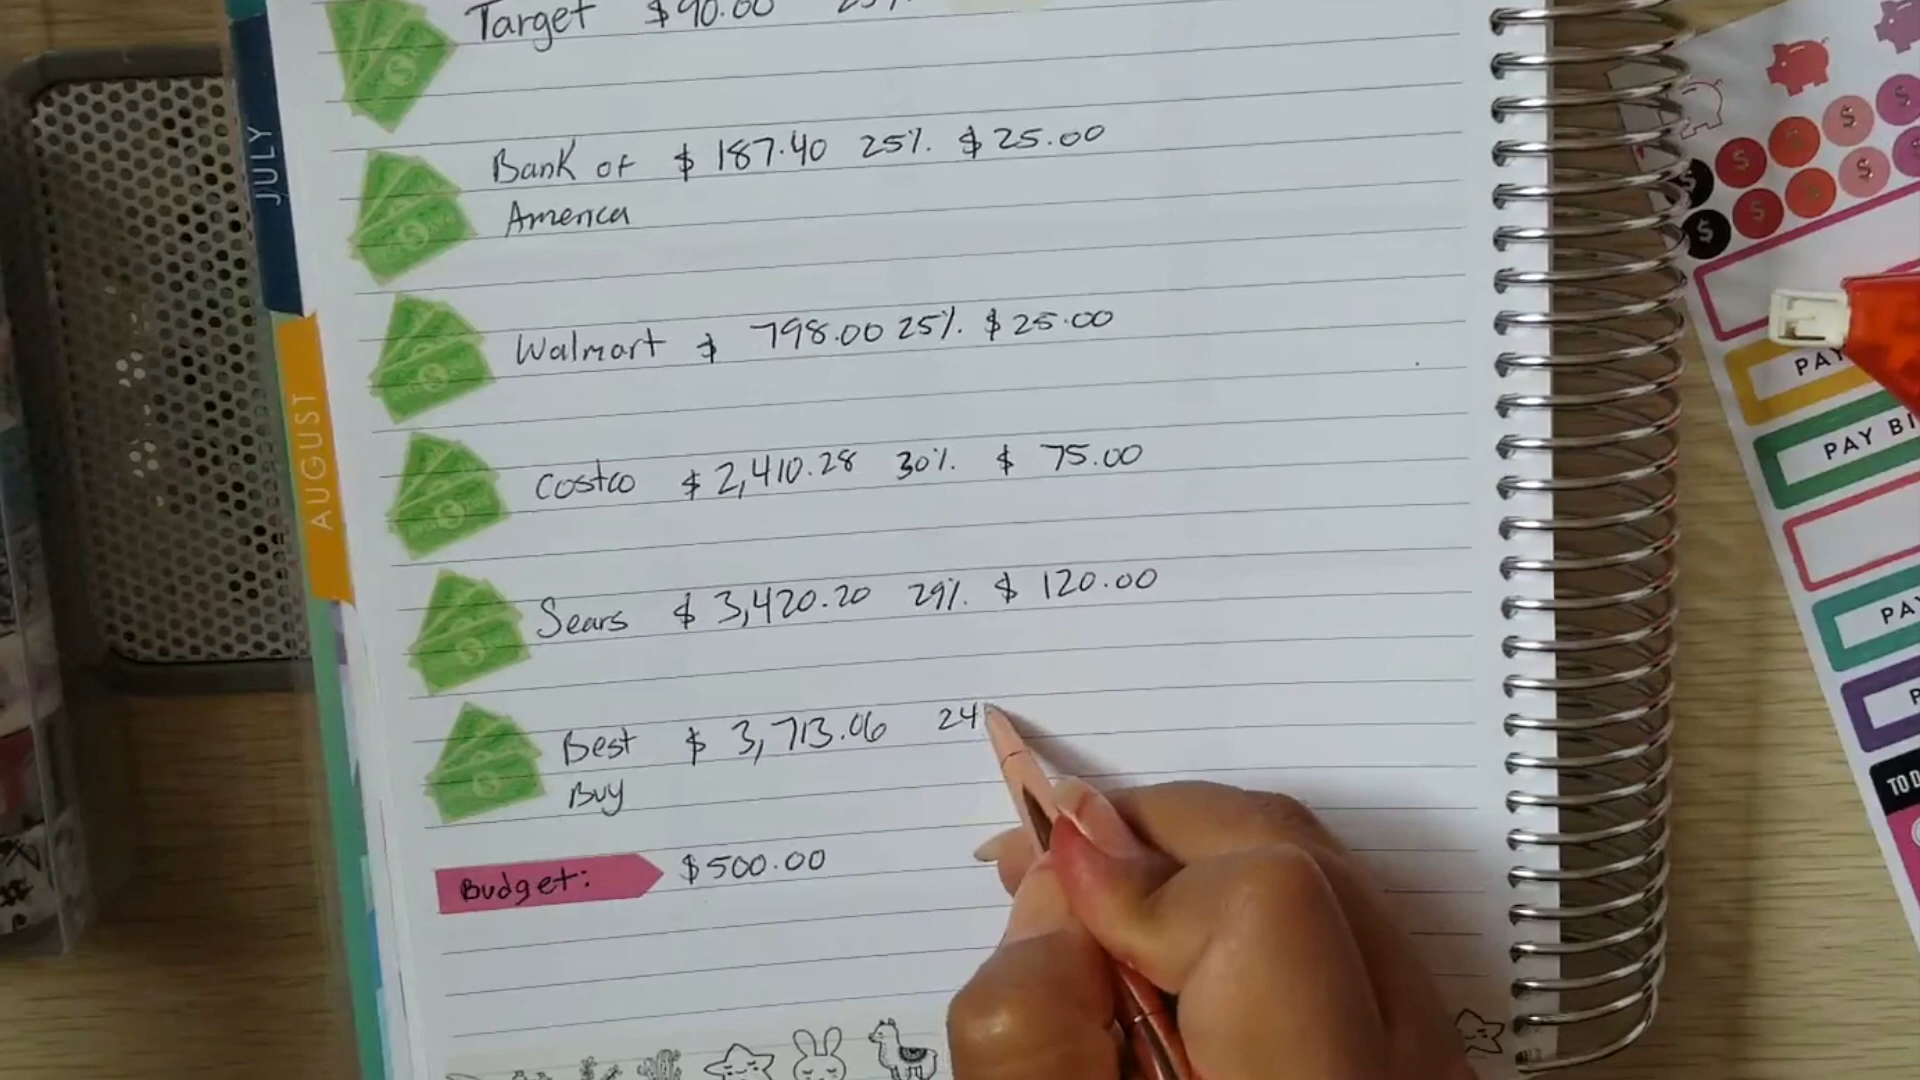 Target $90.00 25%
Bank of $ 187.40 25% $25.00
America
Walmart $ 798.00 25% $25.00
Costco $2,410.28 30% $ 75.00
Sears $ 3,420.20 29% $ 120.00
Best $ 3,713.06 24
Buy
Budget: $500.00
JULY
AUGUST
PAY
PAY BI
PAY
P
TO D